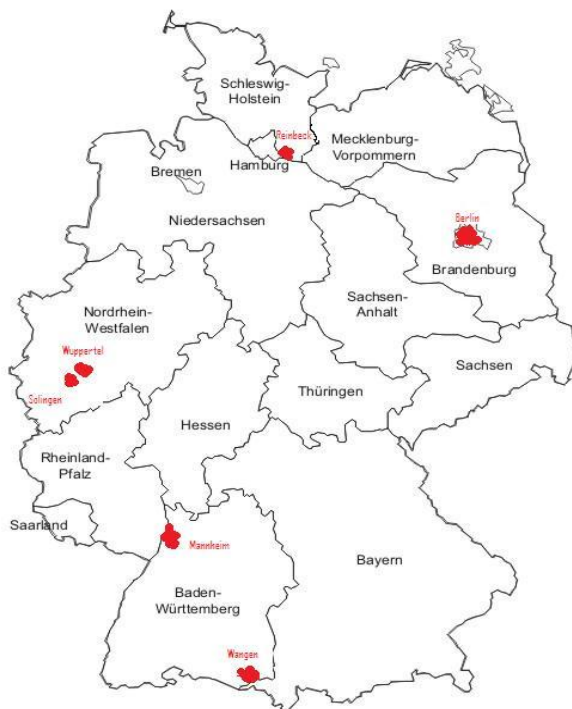 Schleswig-
Holstein
Reinbeck
Mecklenburg-
Vorpommern
Hamburg
Bremen
Niedersachsen
Berlin
Brandenburg
Sachsen-
Anhalt
Nordrhein-
Westfalen
Wuppertal
Solingen
Sachsen
Thüringen
Hessen
Rheinland-
Pfalz
Saarland
Mannheim
Bayern
Baden-
Württemberg
Wangen